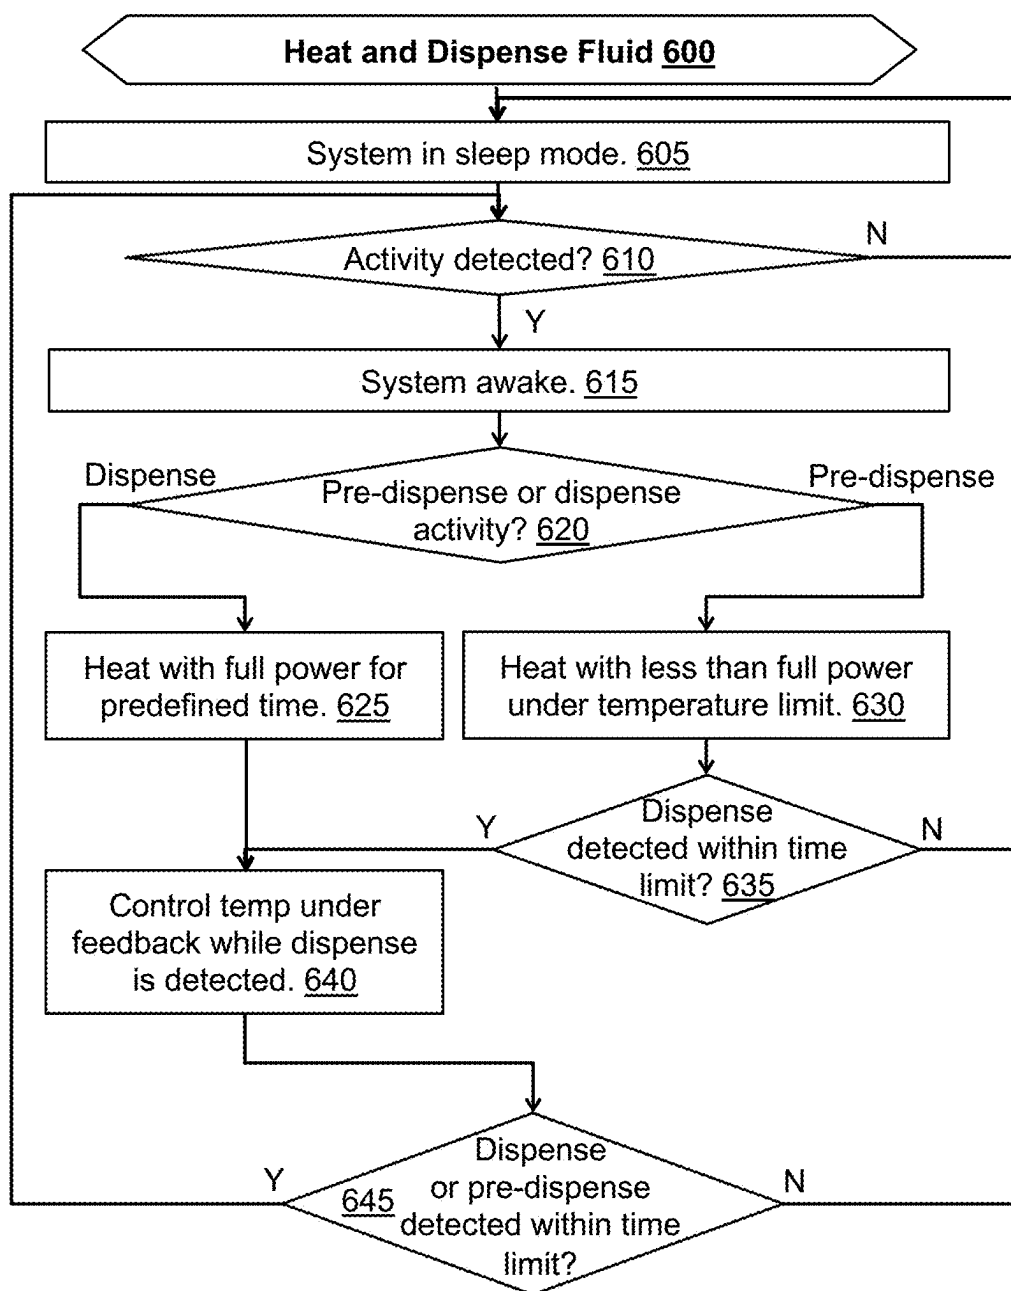 Heat and Dispense Fluid 600
System in sleep mode. 605
Activity detected? 610
N
Y
System awake. 615
Dispense
Pre-dispense
Pre-dispense or dispense
activity? 620
Heat with full power for
predefined time. 625
Heat with less than full power
under temperature limit. 630
Y
Dispense
detected within time
limit? 635
N
Control temp under
feedback while dispense
is detected. 640
Y
645
Dispense
or pre-dispense
detected within time
limit?
N